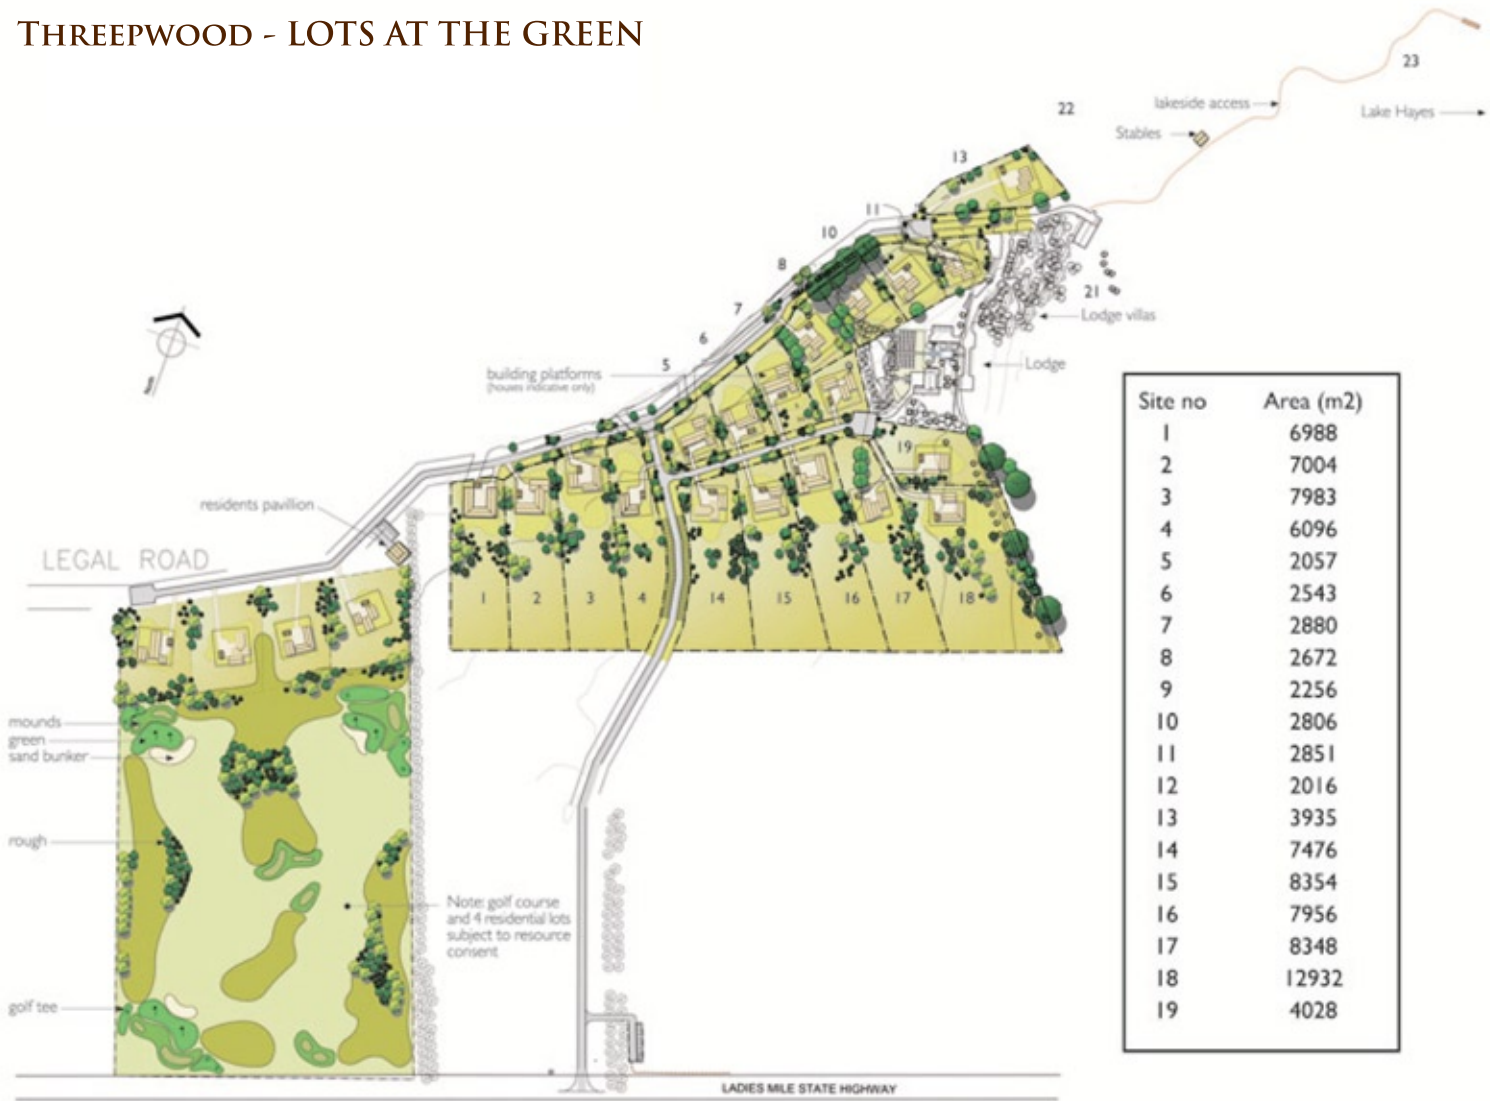 Threepwood - LOTS AT THE GREEN
23
22
lakeside access
Lake Hayes
Stables
13
11
10
8
21
7
Lodge villas
6
5
Lodge
building platforms
(houses indicative only)
North
19
residents pavillion
LEGAL ROAD
1
2
3
4
14
15
16
17
18
mounds
green
sand bunker
rough
Note: golf course
and 4 residential lots
subject to resource
consent
golf tee
LADIES MILE STATE HIGHWAY
Site no Area (m2)
1 6988
2 7004
3 7983
4 6096
5 2057
6 2543
7 2880
8 2672
9 2256
10 2806
11 2851
12 2016
13 3935
14 7476
15 8354
16 7956
17 8348
18 12932
19 4028